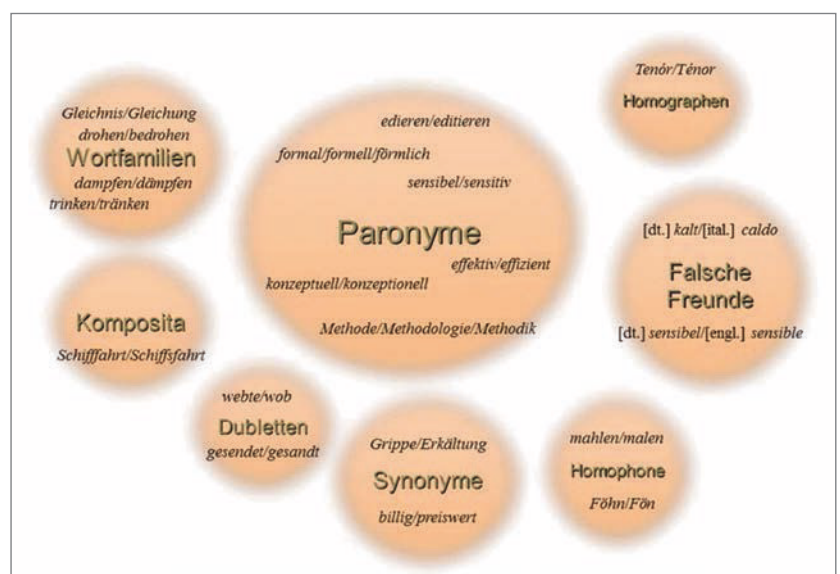 Gleichnis/Gleichung
drohen/bedrohen
Wortfamilien
dampfen/dämpfen
trinken/tränken
Komposita
Schifffahrt/Schiffsfahrt
edieren/editieren
formal/formell/förmlich
sensibel/sensitiv
Paronyme
effektiv/effizient
konzeptuell/konzeptionell
Methode/Methodologie/Methodik
Tenór/Ténor
Homographen
[dt.] kalt/[ital.] caldo
Falsche
Freunde
[dt.] sensibel/[engl.] sensible
webte/wob
Dubletten
gesendet/gesandt
Grippe/Erkältung
Synonyme
billig/preiswert
mahlen/malen
Homophone
Föhn/Fön